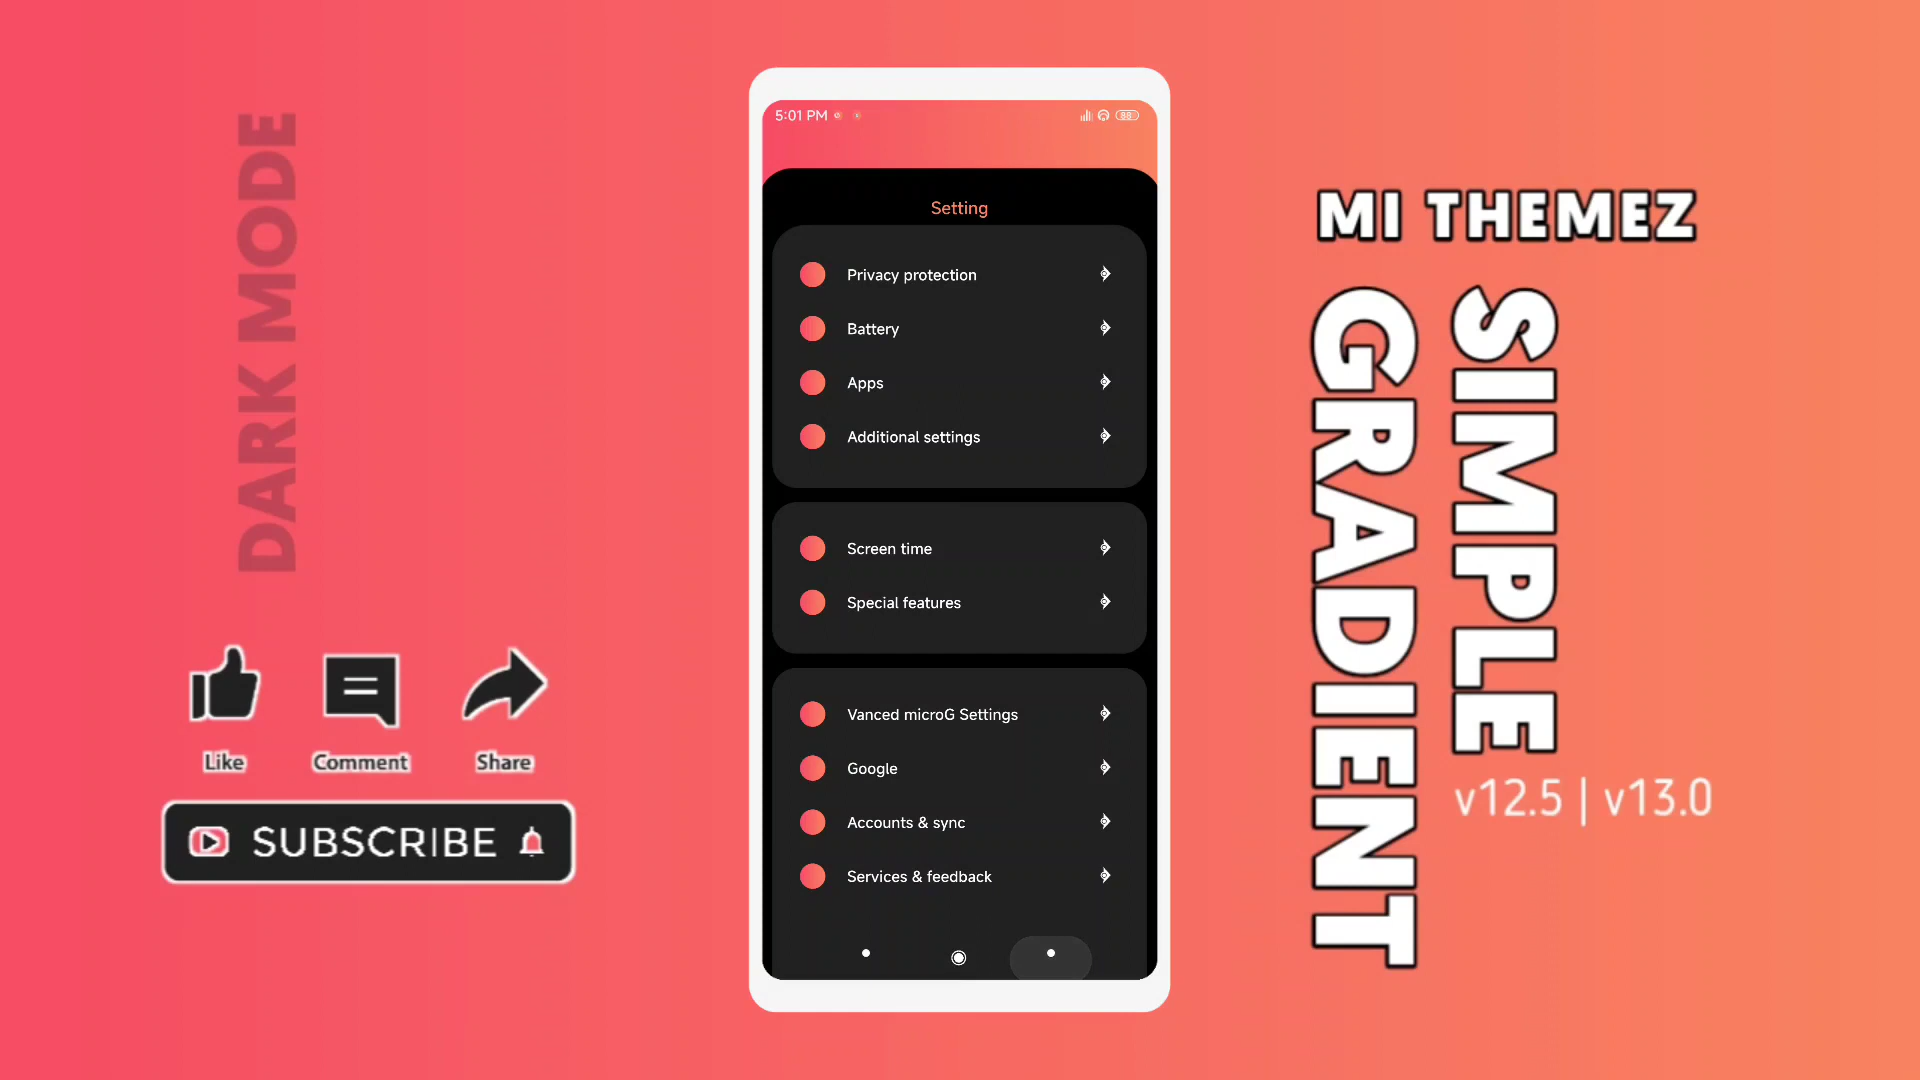 DARK MODE
Like
Comment
Share
SUBSCRIBE
5:01 PM
88
Setting
Privacy protection
Battery
Apps
Additional settings
Screen time
Special features
Vanced microG Settings
Google
Accounts & sync
Services & feedback
MI THEMEZ
SIMPLE
GRADIENT
v12.5 | v13.0